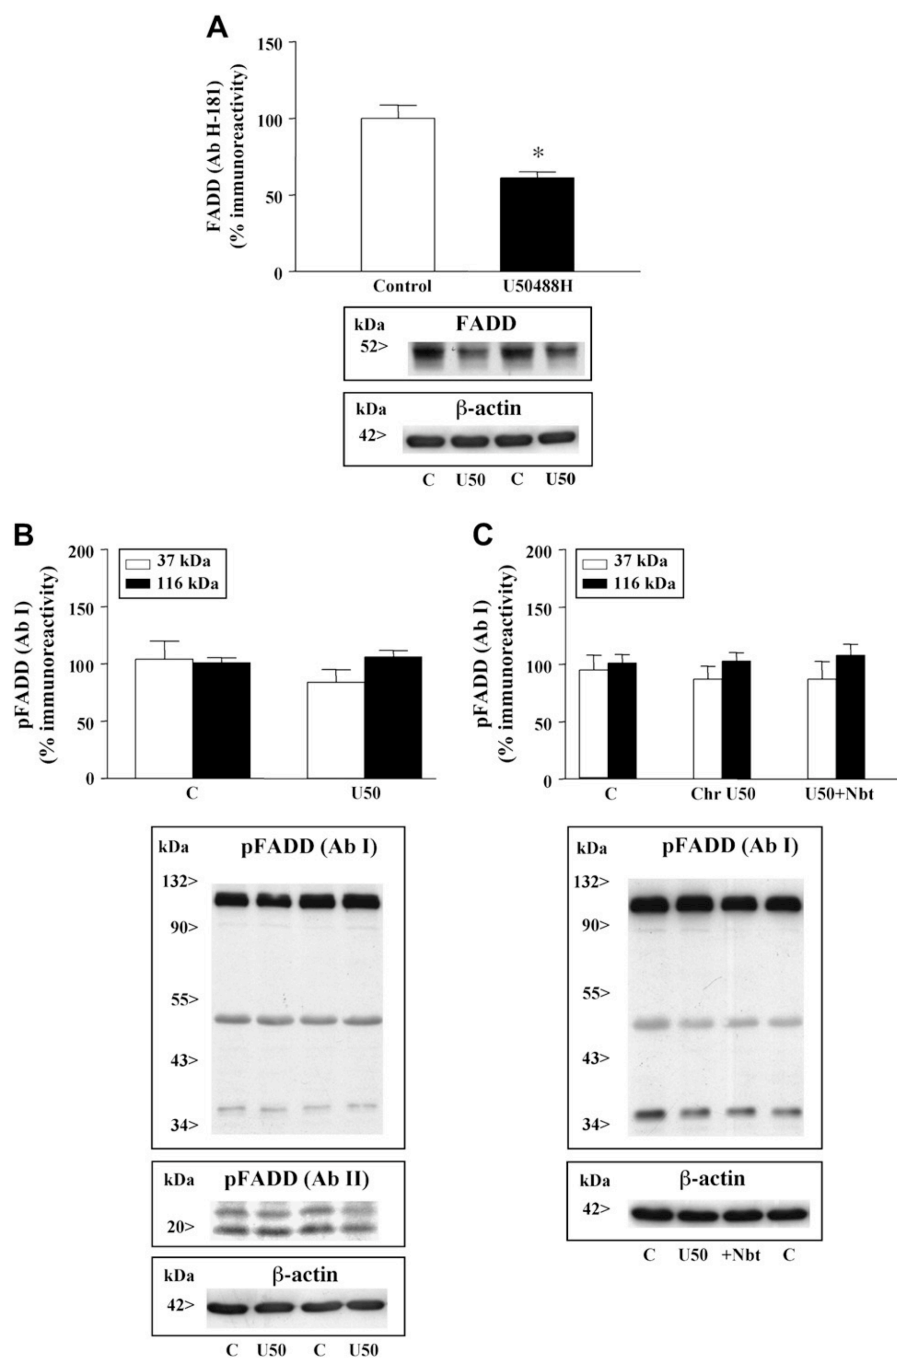 A
FADD (Ab H-181)
(% immunoreactivity)
150
100
50
0
*
Control U50488H
kDa FADD
52>
kDa β-actin
42>
C U50 C U50
B
pFADD (Ab I)
(% immunoreactivity)
200
150
100
50
0
37 kDa
116 kDa
C U50
kDa pFADD (Ab I)
132>
90>
55>
43>
34>
kDa pFADD (Ab II)
20>
kDa β-actin
42>
C U50 C U50
C
pFADD (Ab I)
(% immunoreactivity)
200
150
100
50
0
37 kDa
116 kDa
C Chr U50 U50+Nbt
kDa pFADD (Ab I)
132>
90>
55>
43>
34>
kDa β-actin
42>
C U50 +Nbt C